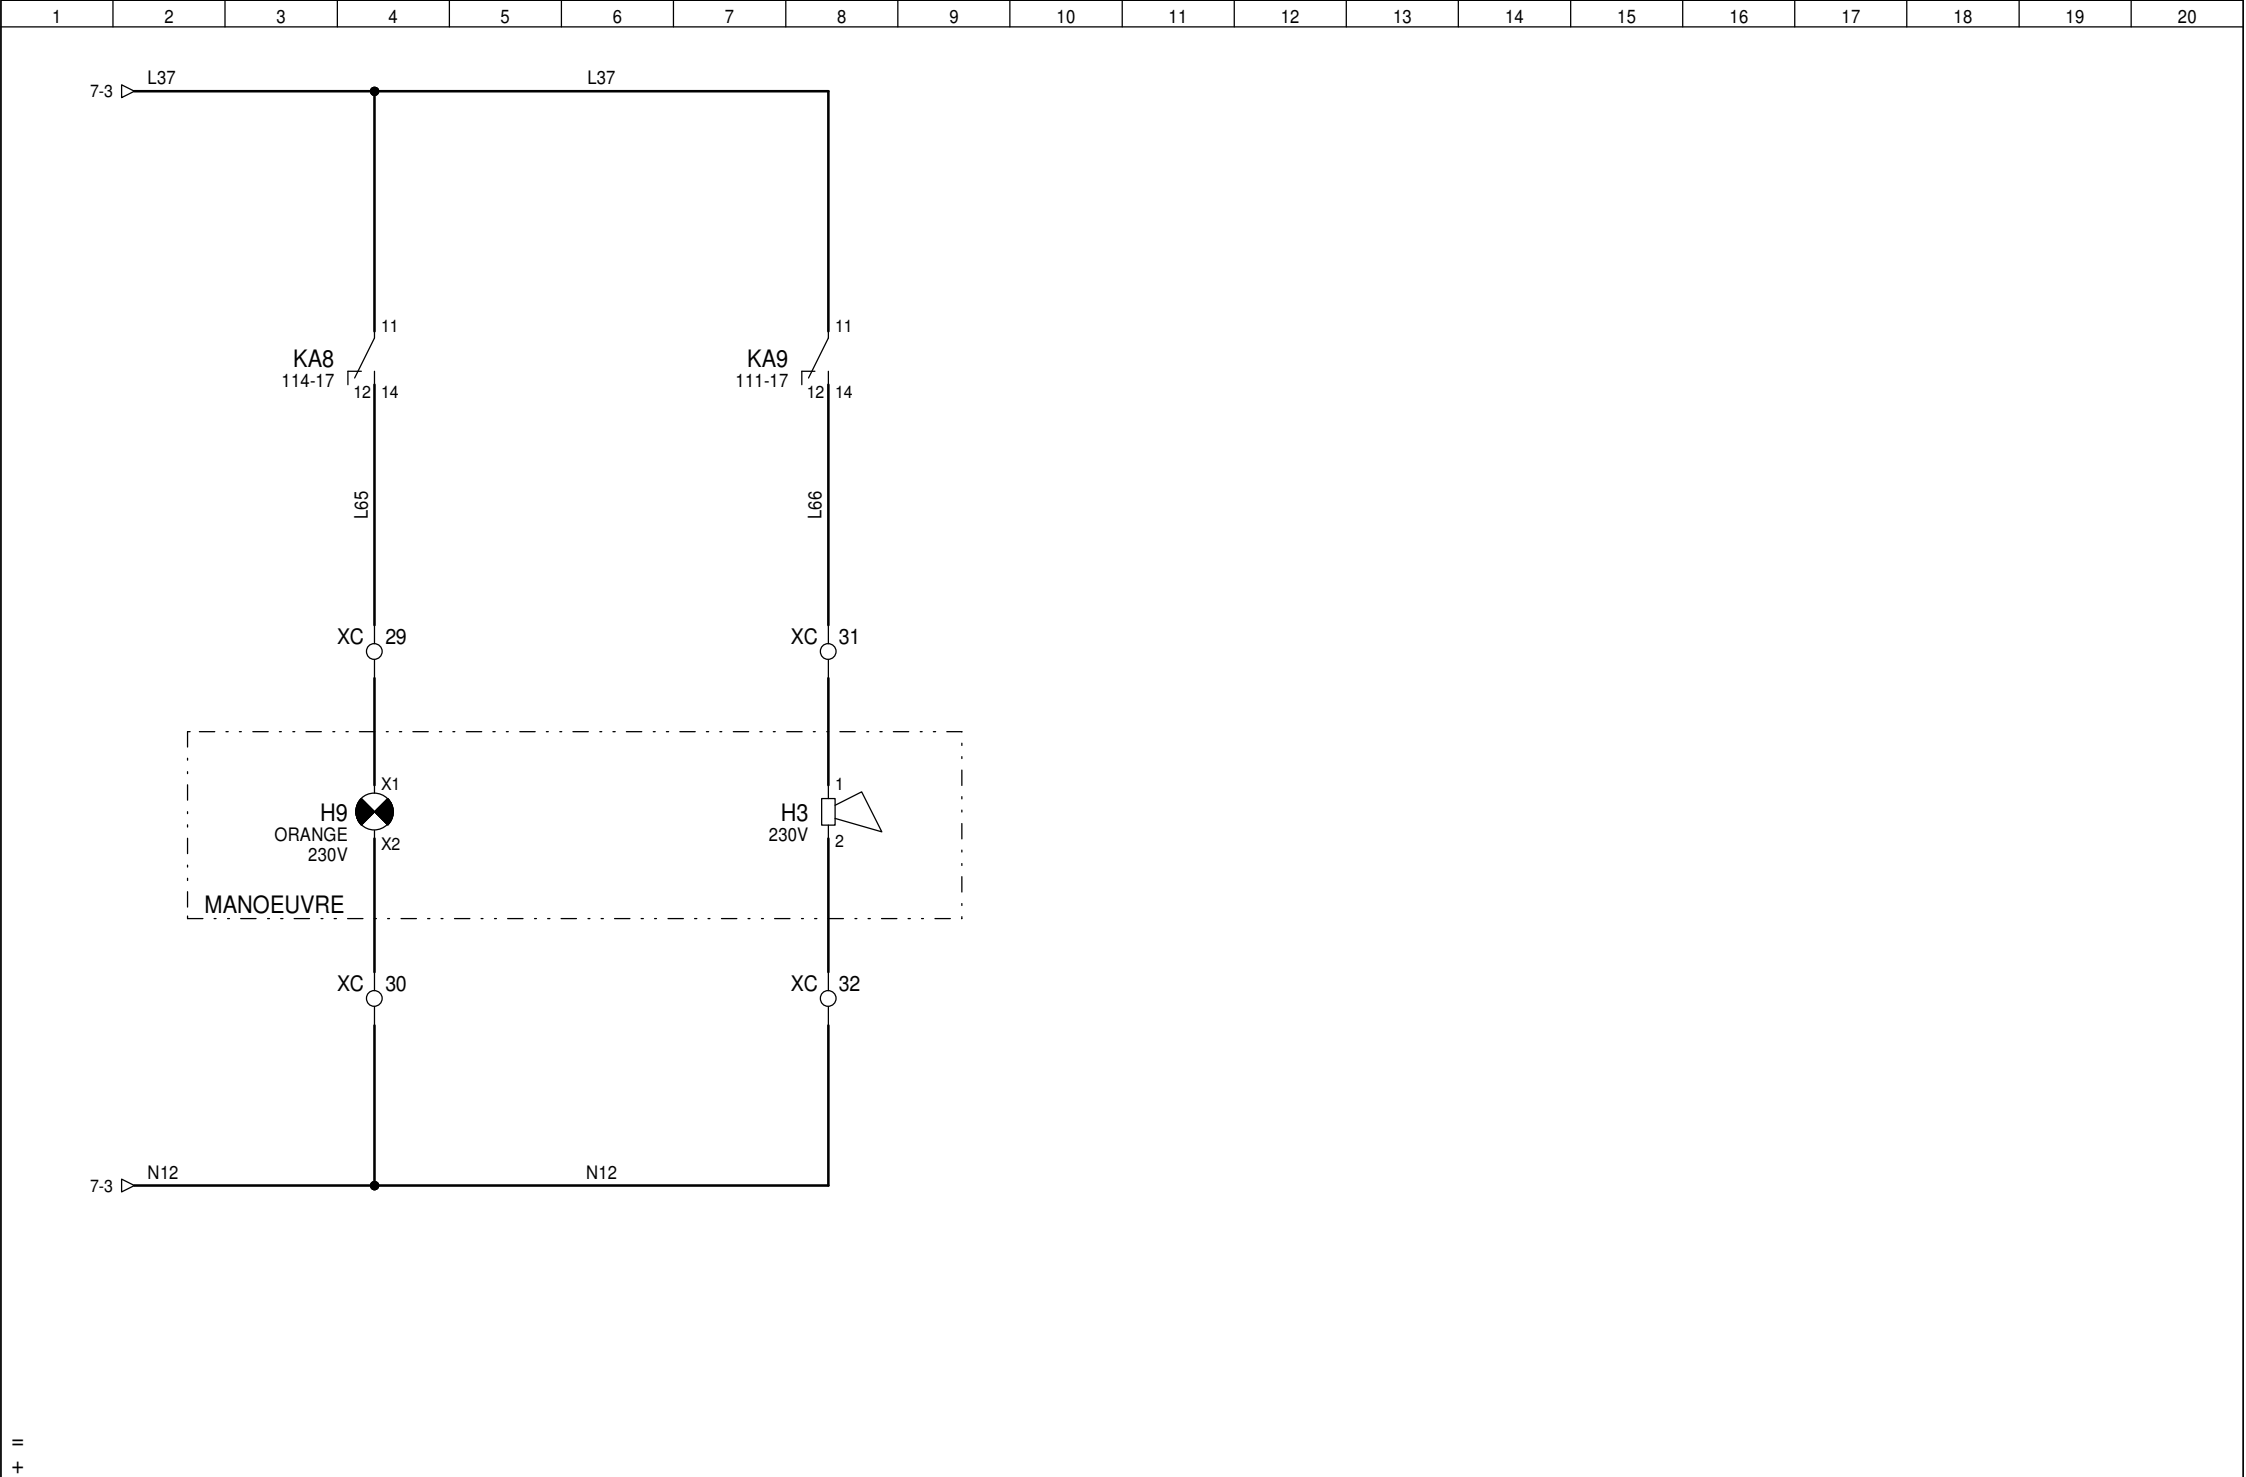 1 2 3 4 5 6 7 8 9 10 11 12 13 14 15 16 17 18 19 20
L37 L37
7-3
11 11
KA8 KA9
114-17 111-17
12 14 12 14
L65 L66
XC 29 XC 31
X1 1
H9 H3
ORANGE 230V
230V
X2 2
MANOEUVRE
XC 30 XC 32
N12 N12
7-3
=
+